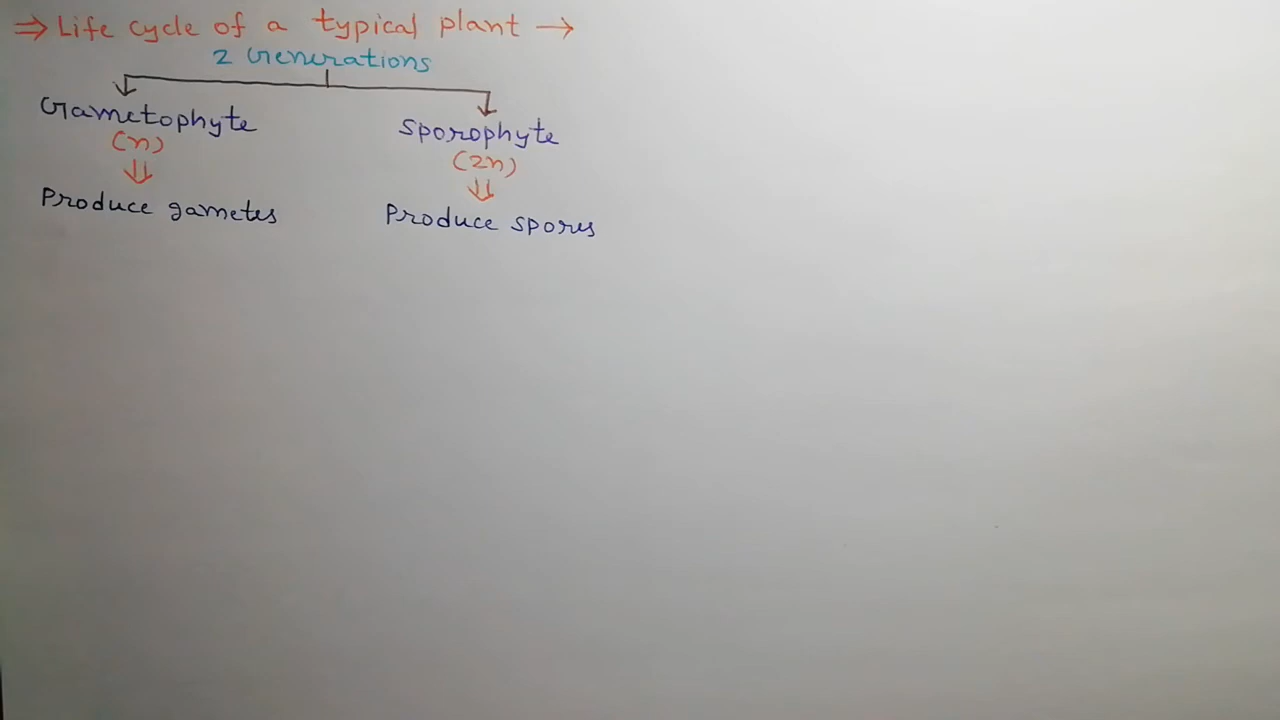 ⇒ Life cycle of a typical plant →
2 Generations
Gametophyte
(n)
⇓
Produce gametes
Sporophyte
(2n)
⇓
Produce spores